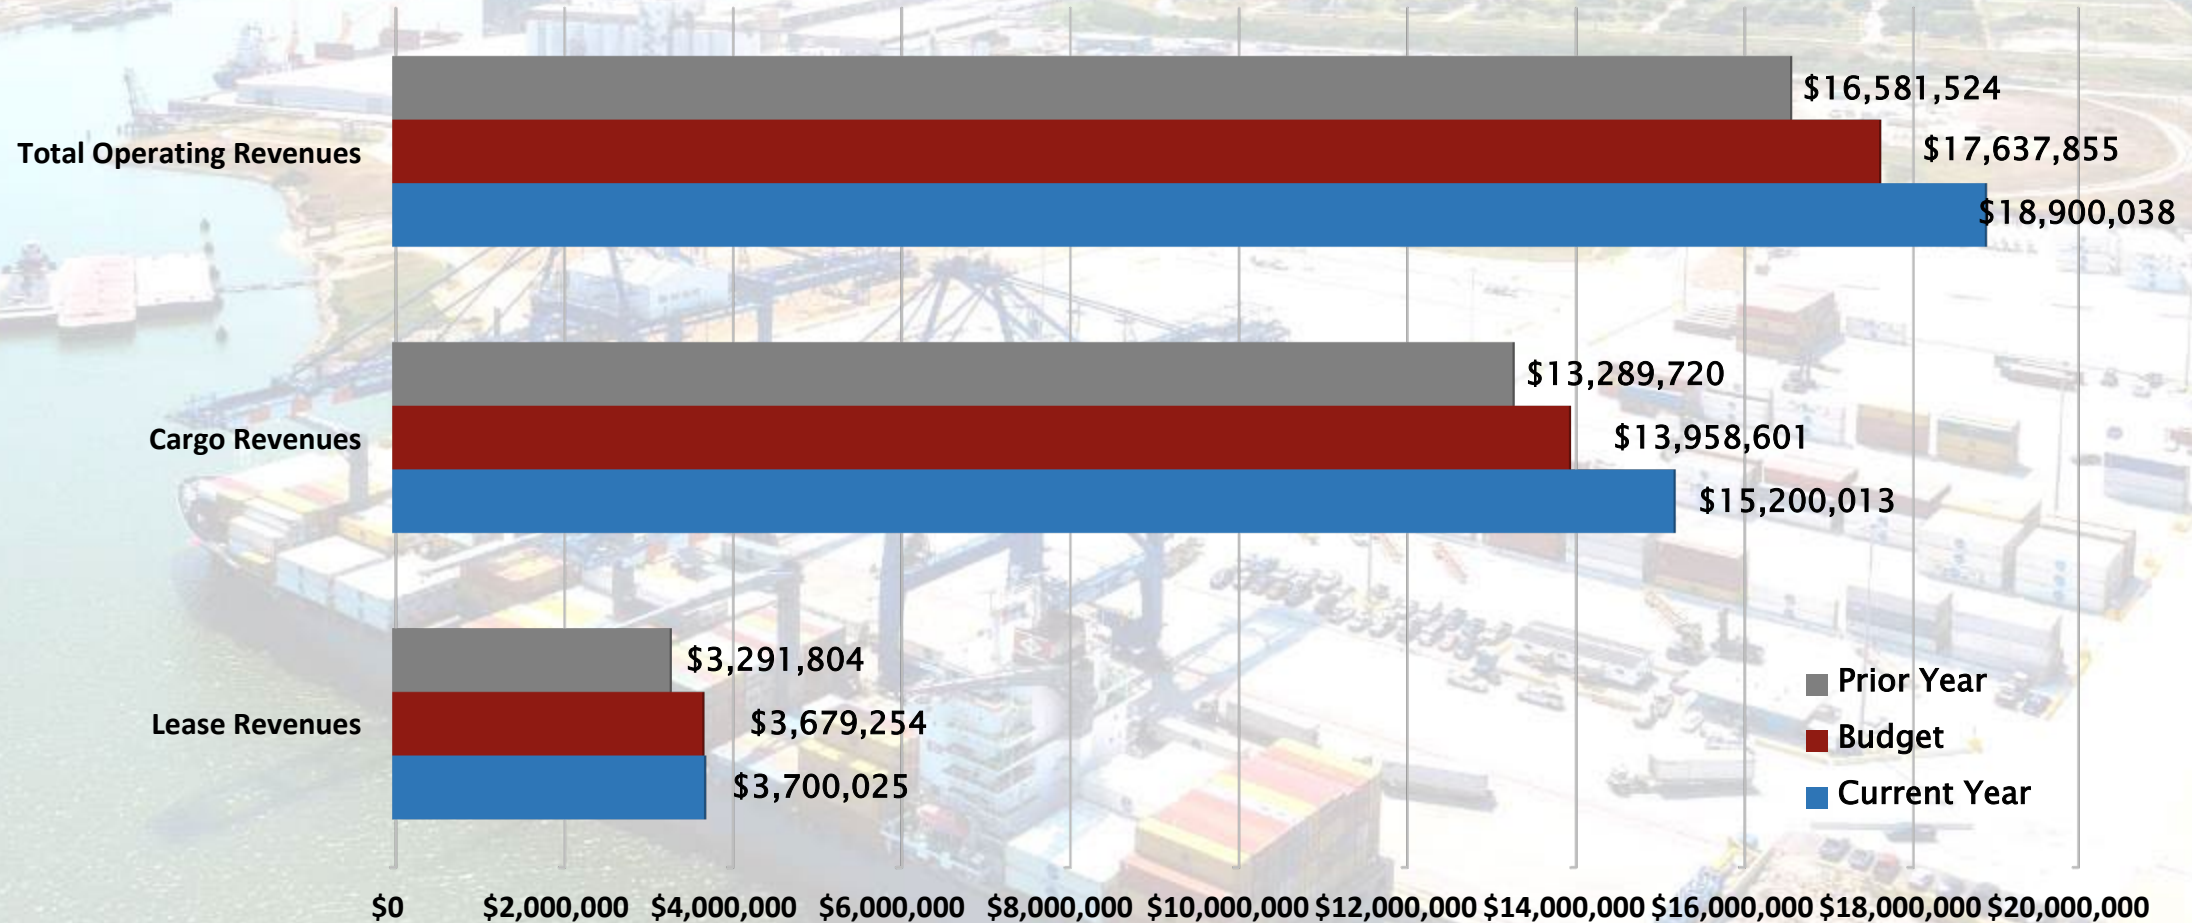 $16,581,524
Total Operating Revenues
$17,637,855
$18,900,038
$13,289,720
Cargo Revenues
$13,958,601
$15,200,013
$3,291,804
Lease Revenues
$3,679,254
$3,700,025
Prior Year
Budget
Current Year
$0 $2,000,000 $4,000,000 $6,000,000 $8,000,000 $10,000,000 $12,000,000 $14,000,000 $16,000,000 $18,000,000 $20,000,000